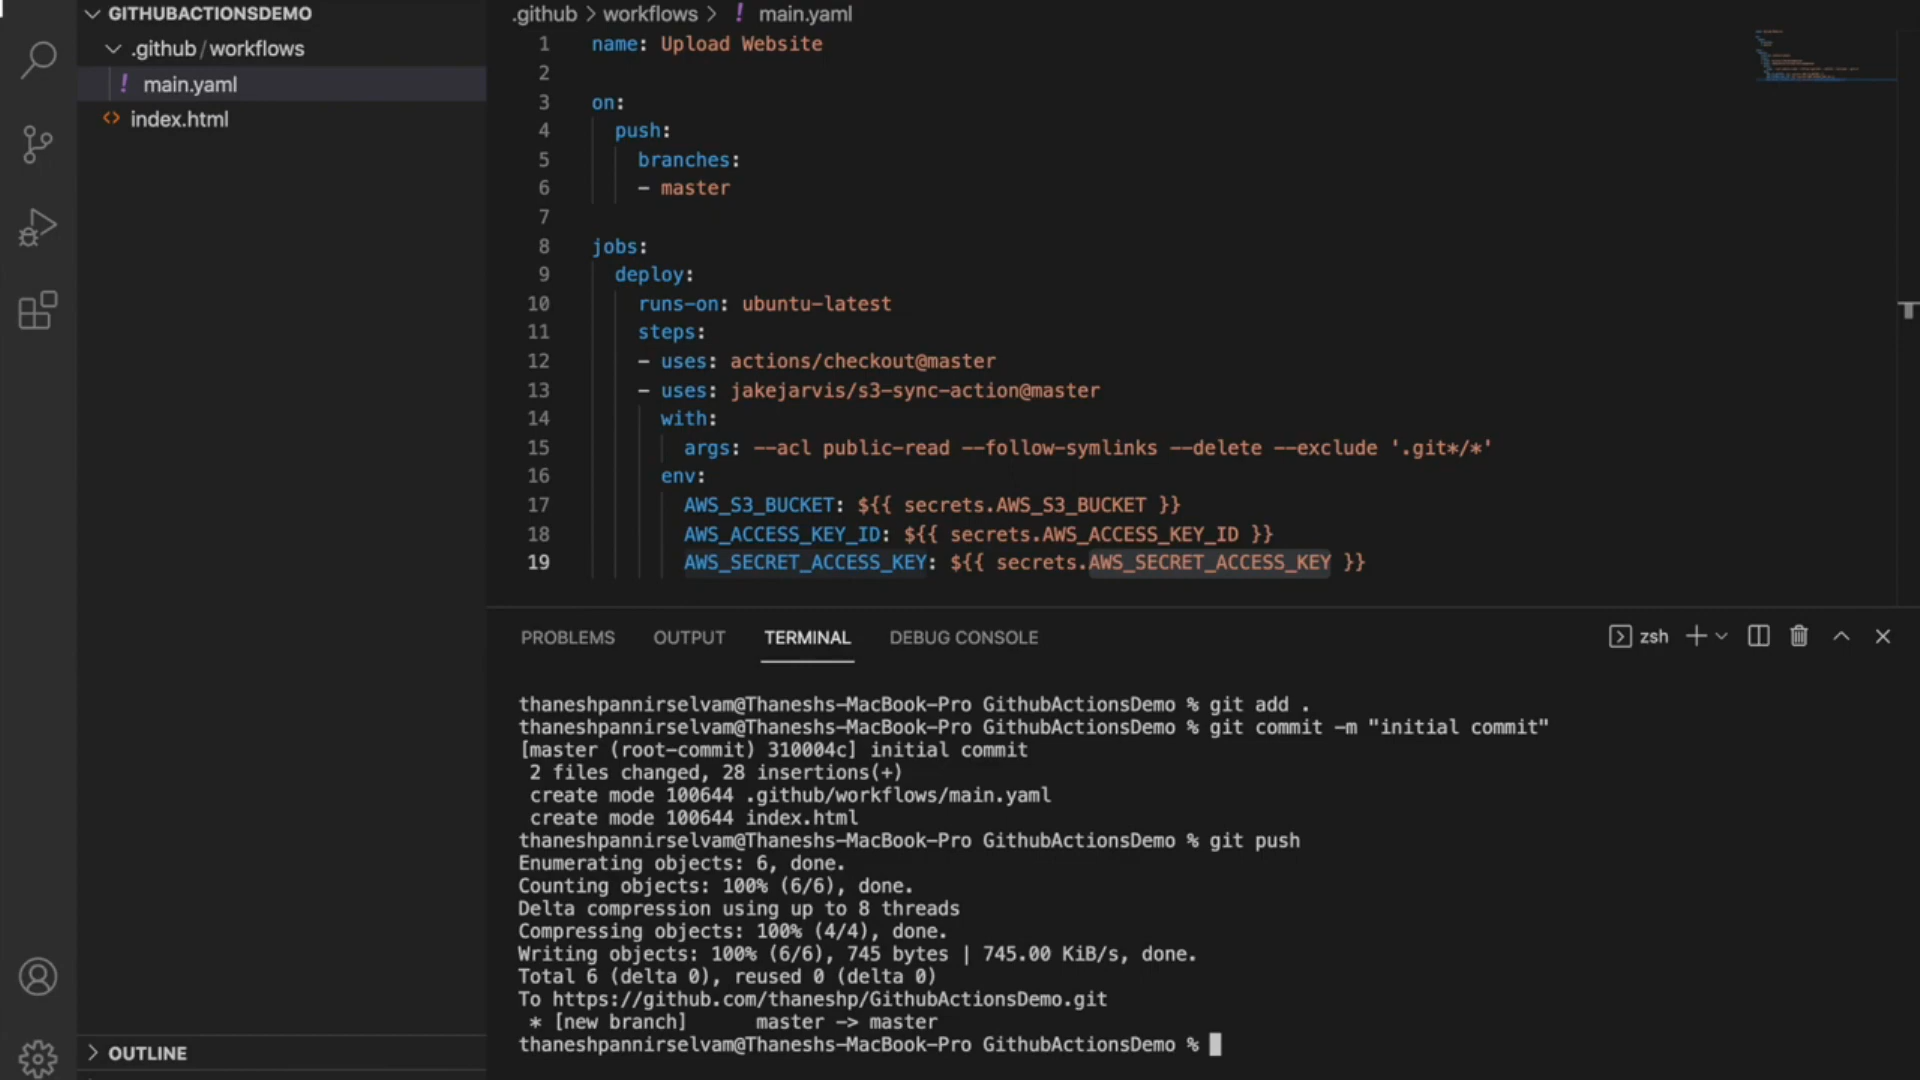 GITHUBACTIONSDEMO
.github / workflows
! main.yaml
<> index.html
OUTLINE
.github > workflows > ! main.yaml
1 name: Upload Website
2
3 on:
4 push:
5 branches:
6 - master
7
8 jobs:
9 deploy:
10 runs-on: ubuntu-latest
11 steps:
12 - uses: actions/checkout@master
13 - uses: jakejarvis/s3-sync-action@master
14 with:
15 args: --acl public-read --follow-symlinks --delete --exclude '.git*/*'
16 env:
17 AWS_S3_BUCKET: ${{ secrets.AWS_S3_BUCKET }}
18 AWS_ACCESS_KEY_ID: ${{ secrets.AWS_ACCESS_KEY_ID }}
19 AWS_SECRET_ACCESS_KEY: ${{ secrets.AWS_SECRET_ACCESS_KEY }}
PROBLEMS OUTPUT TERMINAL DEBUG CONSOLE zsh
thaneshpannirselvam@Thaneshs-MacBook-Pro GithubActionsDemo % git add .
thaneshpannirselvam@Thaneshs-MacBook-Pro GithubActionsDemo % git commit -m "initial commit"
[master (root-commit) 310004c] initial commit
2 files changed, 28 insertions(+)
create mode 100644 .github/workflows/main.yaml
create mode 100644 index.html
thaneshpannirselvam@Thaneshs-MacBook-Pro GithubActionsDemo % git push
Enumerating objects: 6, done.
Counting objects: 100% (6/6), done.
Delta compression using up to 8 threads
Compressing objects: 100% (4/4), done.
Writing objects: 100% (6/6), 745 bytes | 745.00 KiB/s, done.
Total 6 (delta 0), reused 0 (delta 0)
To https://github.com/thaneshp/GithubActionsDemo.git
* [new branch] master -> master
thaneshpannirselvam@Thaneshs-MacBook-Pro GithubActionsDemo %